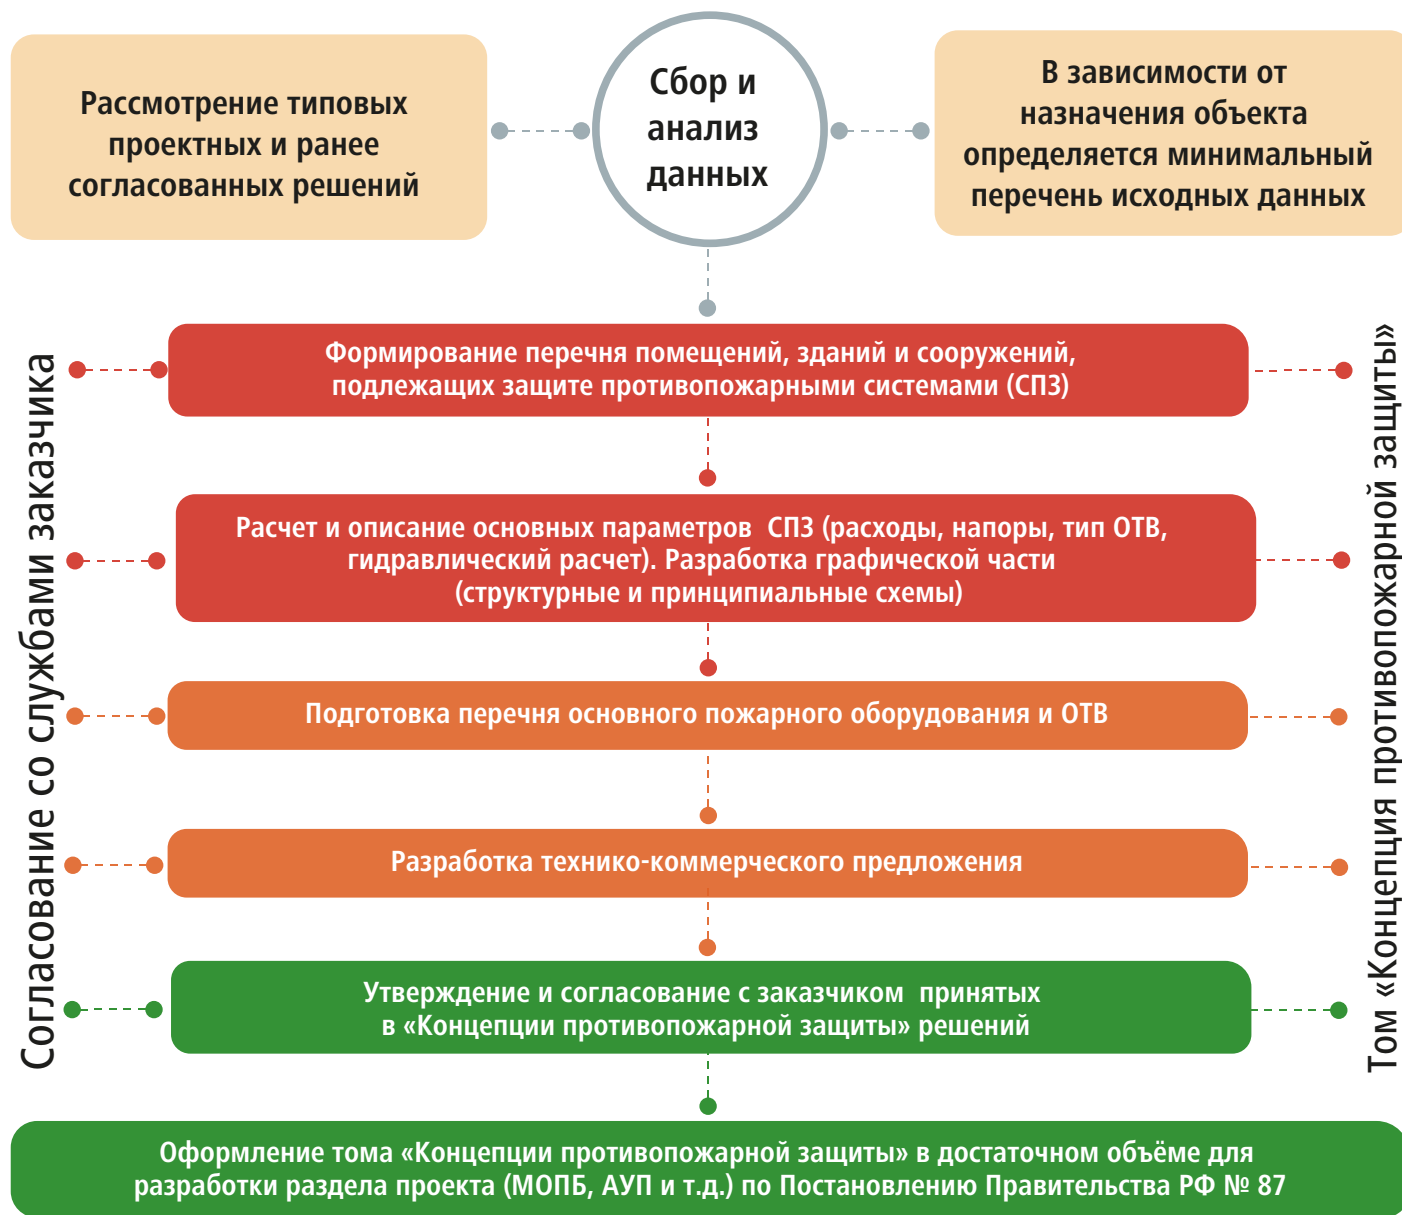 Рассмотрение типовых
проектных и ранее
согласованных решений
Сбор и
анализ
данных
В зависимости от
назначения объекта
определяется минимальный
перечень исходных данных
Согласование со службами заказчика
Формирование перечня помещений, зданий и сооружений,
подлежащих защите противопожарными системами (СПЗ)
Расчет и описание основных параметров СПЗ (расходы, напоры, тип ОТВ,
гидравлический расчет). Разработка графической части
(структурные и принципиальные схемы)
Подготовка перечня основного пожарного оборудования и ОТВ
Разработка технико-коммерческого предложения
Утверждение и согласование с заказчиком принятых
в «Концепции противопожарной защиты» решений
Том «Концепция противопожарной защиты»
Оформление тома «Концепции противопожарной защиты» в достаточном объёме для
разработки раздела проекта (МОПБ, АУП и т.д.) по Постановлению Правительства РФ № 87